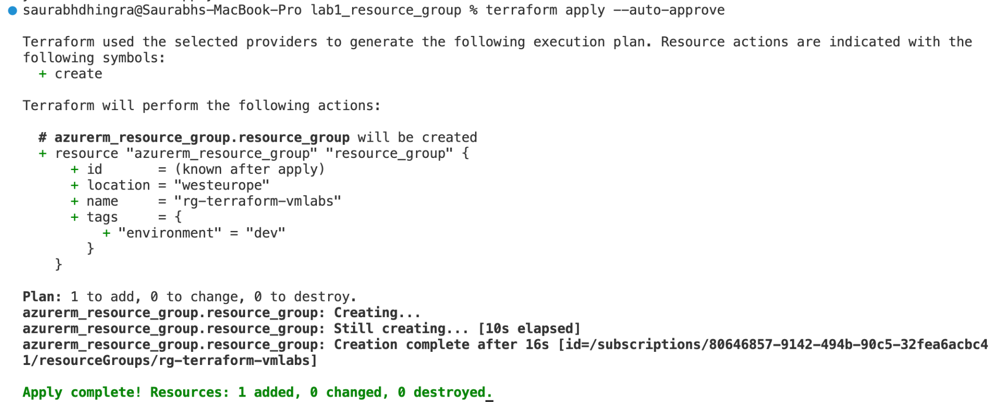 saurabhdhingra@Saurabhs-MacBook-Pro lab1_resource_group % terraform apply --auto-approve
Terraform used the selected providers to generate the following execution plan. Resource actions are indicated with the
following symbols:
+ create
Terraform will perform the following actions:
# azurerm_resource_group.resource_group will be created
+ resource "azurerm_resource_group" "resource_group" {
+ id       = (known after apply)
+ location = "westeurope"
+ name     = "rg-terraform-vmlabs"
+ tags     = {
+ "environment" = "dev"
}
}
Plan: 1 to add, 0 to change, 0 to destroy.
azurerm_resource_group.resource_group: Creating...
azurerm_resource_group.resource_group: Still creating... [10s elapsed]
azurerm_resource_group.resource_group: Creation complete after 16s [id=/subscriptions/80646857-9142-494b-90c5-32fea6acbc4
1/resourceGroups/rg-terraform-vmlabs]
Apply complete! Resources: 1 added, 0 changed, 0 destroyed.